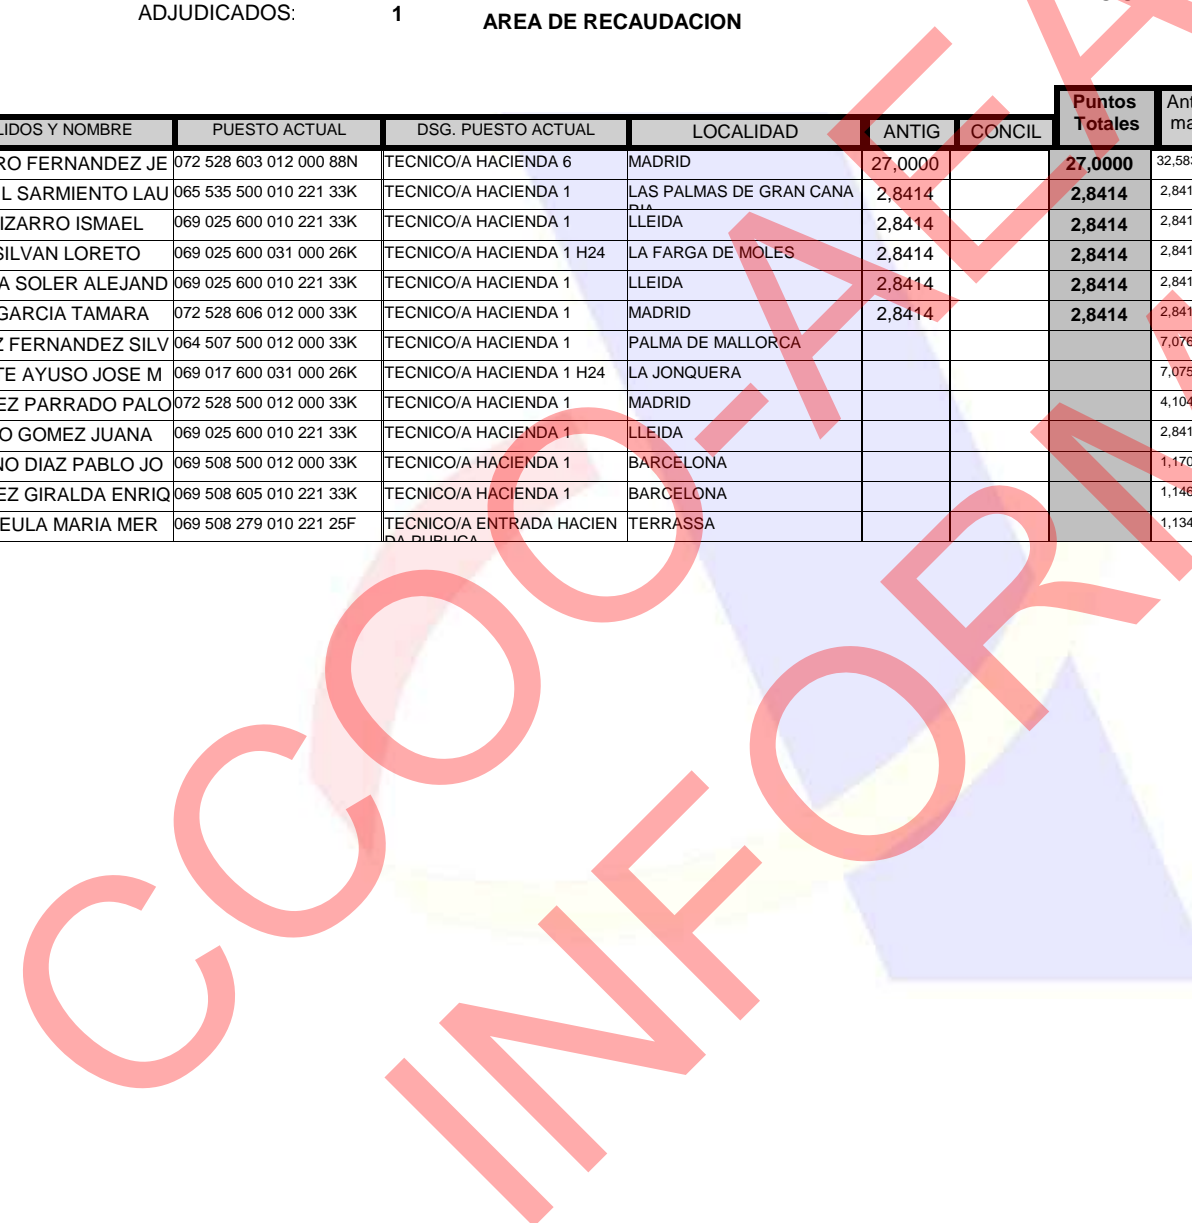 ADJUDICADOS: 1 AREA DE RECAUDACION
LIDOS Y NOMBRE PUESTO ACTUAL DSG. PUESTO ACTUAL LOCALIDAD ANTIG CONCIL Puntos Totales Ant ma
RO FERNANDEZ JE 072 528 603 012 000 88N TECNICO/A HACIENDA 6 MADRID 27,0000 27,0000 32,583
L SARMIENTO LAU 065 535 500 010 221 33K TECNICO/A HACIENDA 1 LAS PALMAS DE GRAN CANA RIA 2,8414 2,8414 2,841
IZARRO ISMAEL 069 025 600 010 221 33K TECNICO/A HACIENDA 1 LLEIDA 2,8414 2,8414 2,841
SILVAN LORETO 069 025 600 031 000 26K TECNICO/A HACIENDA 1 H24 LA FARGA DE MOLES 2,8414 2,8414 2,841
A SOLER ALEJAND 069 025 600 010 221 33K TECNICO/A HACIENDA 1 LLEIDA 2,8414 2,8414 2,841
GARCIA TAMARA 072 528 606 012 000 33K TECNICO/A HACIENDA 1 MADRID 2,8414 2,8414 2,841
Z FERNANDEZ SILV 064 507 500 012 000 33K TECNICO/A HACIENDA 1 PALMA DE MALLORCA 7,076
TE AYUSO JOSE M 069 017 600 031 000 26K TECNICO/A HACIENDA 1 H24 LA JONQUERA 7,075
EZ PARRADO PALO 072 528 500 012 000 33K TECNICO/A HACIENDA 1 MADRID 4,104
O GOMEZ JUANA 069 025 600 010 221 33K TECNICO/A HACIENDA 1 LLEIDA 2,841
NO DIAZ PABLO JO 069 508 500 012 000 33K TECNICO/A HACIENDA 1 BARCELONA 1,170
EZ GIRALDA ENRIQ 069 508 605 010 221 33K TECNICO/A HACIENDA 1 BARCELONA 1,146
EULA MARIA MER 069 508 279 010 221 25F TECNICO/A ENTRADA HACIEN DA PUBLICA TERRASSA 1,134
CCOO-AEA
INFORM